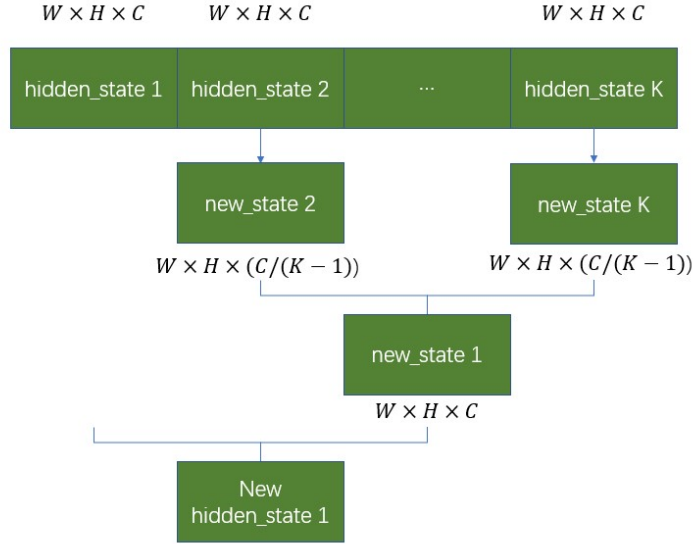 W × H × C W × H × C W × H × C
hidden_state 1 hidden_state 2 ... hidden_state K
new_state 2 new_state K
W × H × (C/(K − 1)) W × H × (C/(K − 1))
new_state 1
W × H × C
New
hidden_state 1